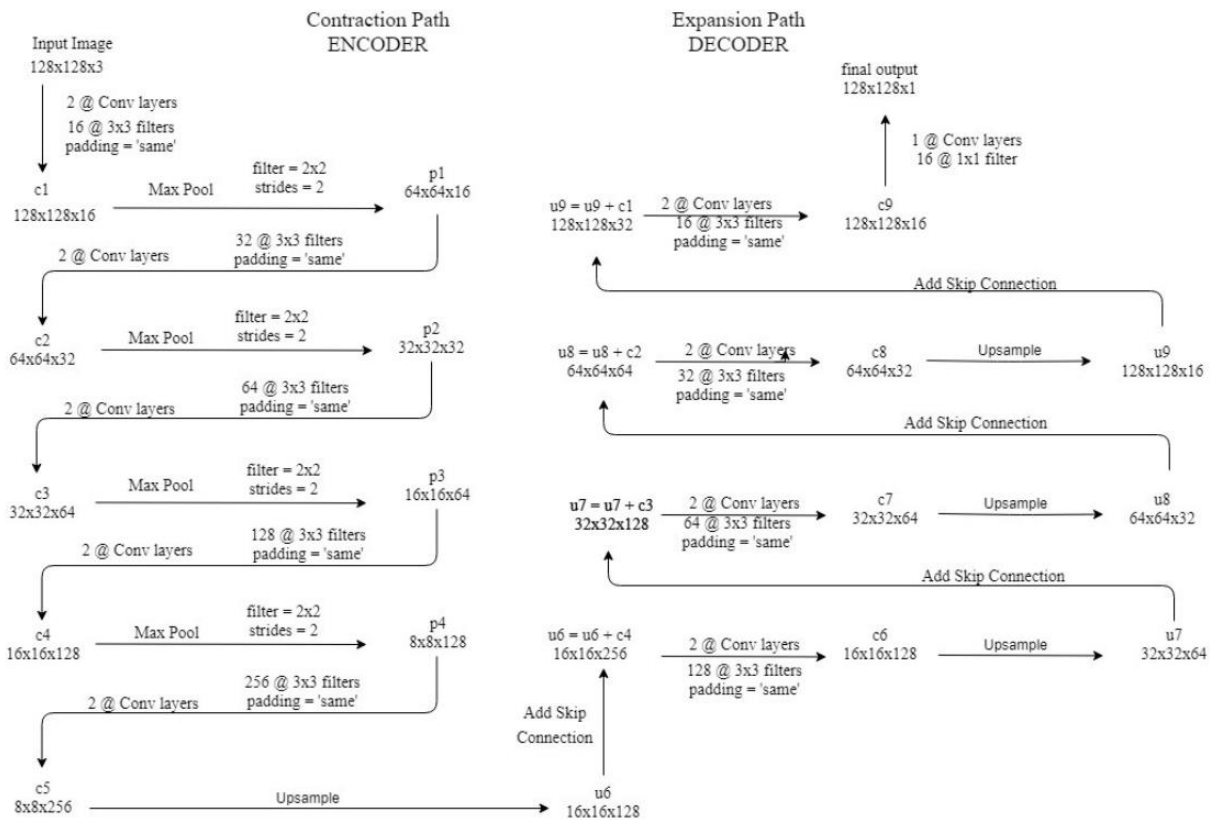 Contraction Path
ENCODER
Input Image
128x128x3
2 @ Conv layers
16 @ 3x3 filters
padding = 'same'
c1
128x128x16
Max Pool
filter = 2x2
strides = 2
p1
64x64x16
2 @ Conv layers
32 @ 3x3 filters
padding = 'same'
c2
64x64x32
Max Pool
filter = 2x2
strides = 2
p2
32x32x32
2 @ Conv layers
64 @ 3x3 filters
padding = 'same'
c3
32x32x64
Max Pool
filter = 2x2
strides = 2
p3
16x16x64
2 @ Conv layers
128 @ 3x3 filters
padding = 'same'
c4
16x16x128
Max Pool
filter = 2x2
strides = 2
p4
8x8x128
2 @ Conv layers
256 @ 3x3 filters
padding = 'same'
c5
8x8x256
Upsample
u6
16x16x128
Add Skip
Connection
Expansion Path
DECODER
final output
128x128x1
1 @ Conv layers
16 @ 1x1 filter
u9 = u9 + c1
128x128x32
2 @ Conv layers
16 @ 3x3 filters
padding = 'same'
c9
128x128x16
Add Skip Connection
u8 = u8 + c2
64x64x64
2 @ Conv layers
32 @ 3x3 filters
padding = 'same'
c8
64x64x32
Upsample
u9
128x128x16
Add Skip Connection
u7 = u7 + c3
32x32x128
2 @ Conv layers
64 @ 3x3 filters
padding = 'same'
c7
32x32x64
Upsample
u8
64x64x32
Add Skip Connection
u6 = u6 + c4
16x16x256
2 @ Conv layers
128 @ 3x3 filters
padding = 'same'
c6
16x16x128
Upsample
u7
32x32x64